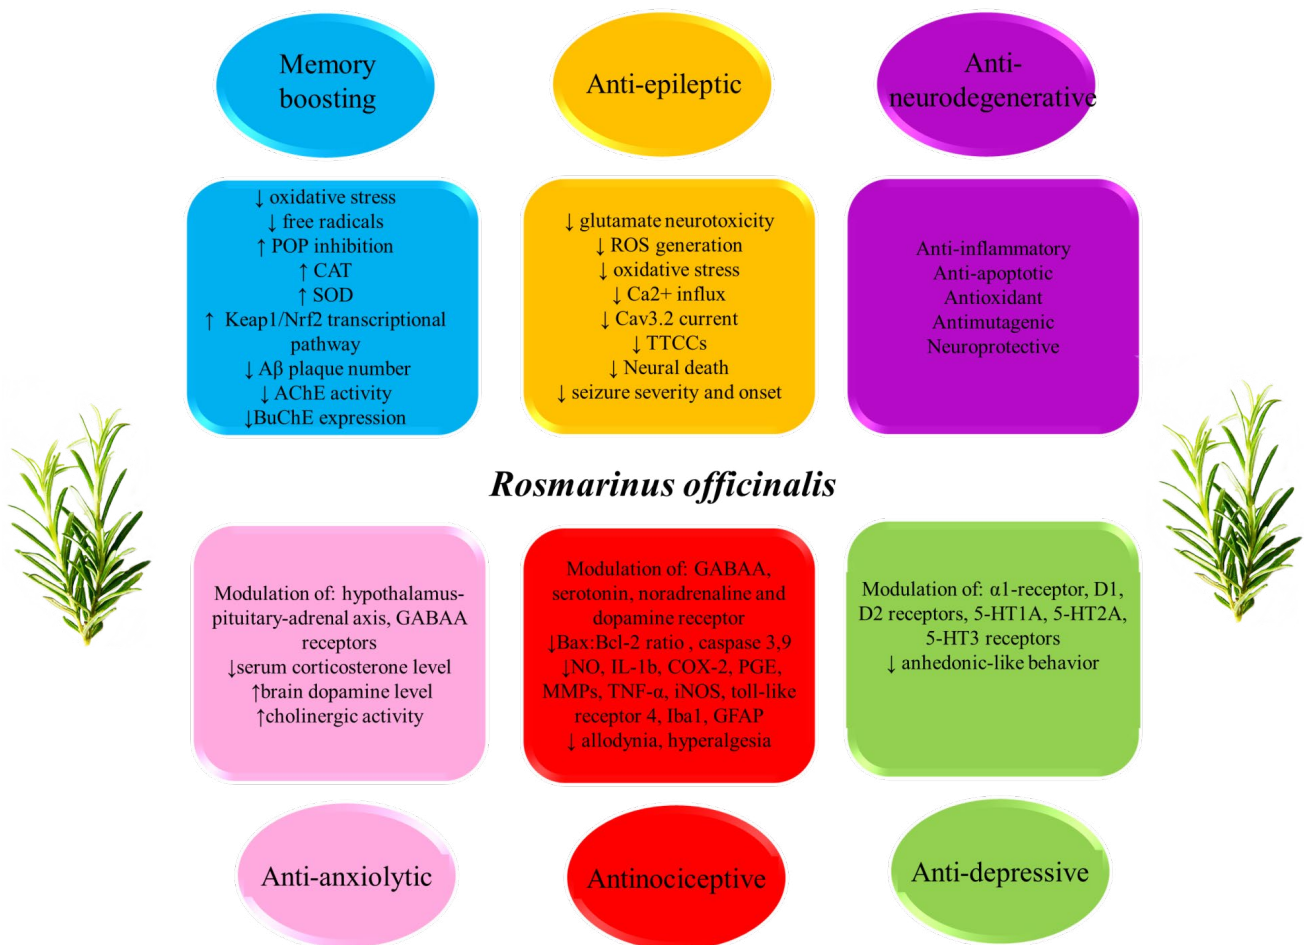 Memory
boosting
Anti-epileptic
Anti-
neurodegenerative
↓ oxidative stress
↓ free radicals
↑ POP inhibition
↑ CAT
↑ SOD
↑ Keap1/Nrf2 transcriptional
pathway
↓ Aβ plaque number
↓ AChE activity
↓BuChE expression
↓ glutamate neurotoxicity
↓ ROS generation
↓ oxidative stress
↓ Ca2+ influx
↓ Cav3.2 current
↓ TTCCs
↓ Neural death
↓ seizure severity and onset
Anti-inflammatory
Anti-apoptotic
Antioxidant
Antimutagenic
Neuroprotective
Rosmarinus officinalis
Modulation of: hypothalamus-
pituitary-adrenal axis, GABAA
receptors
↓serum corticosterone level
↑brain dopamine level
↑cholinergic activity
Modulation of: GABAA,
serotonin, noradrenaline and
dopamine receptor
↓Bax:Bcl-2 ratio , caspase 3,9
↓NO, IL-1b, COX-2, PGE,
MMPs, TNF-α, iNOS, toll-like
receptor 4, Iba1, GFAP
↓ allodynia, hyperalgesia
Modulation of: α1-receptor, D1,
D2 receptors, 5-HT1A, 5-HT2A,
5-HT3 receptors
↓ anhedonic-like behavior
Anti-anxiolytic
Antinociceptive
Anti-depressive